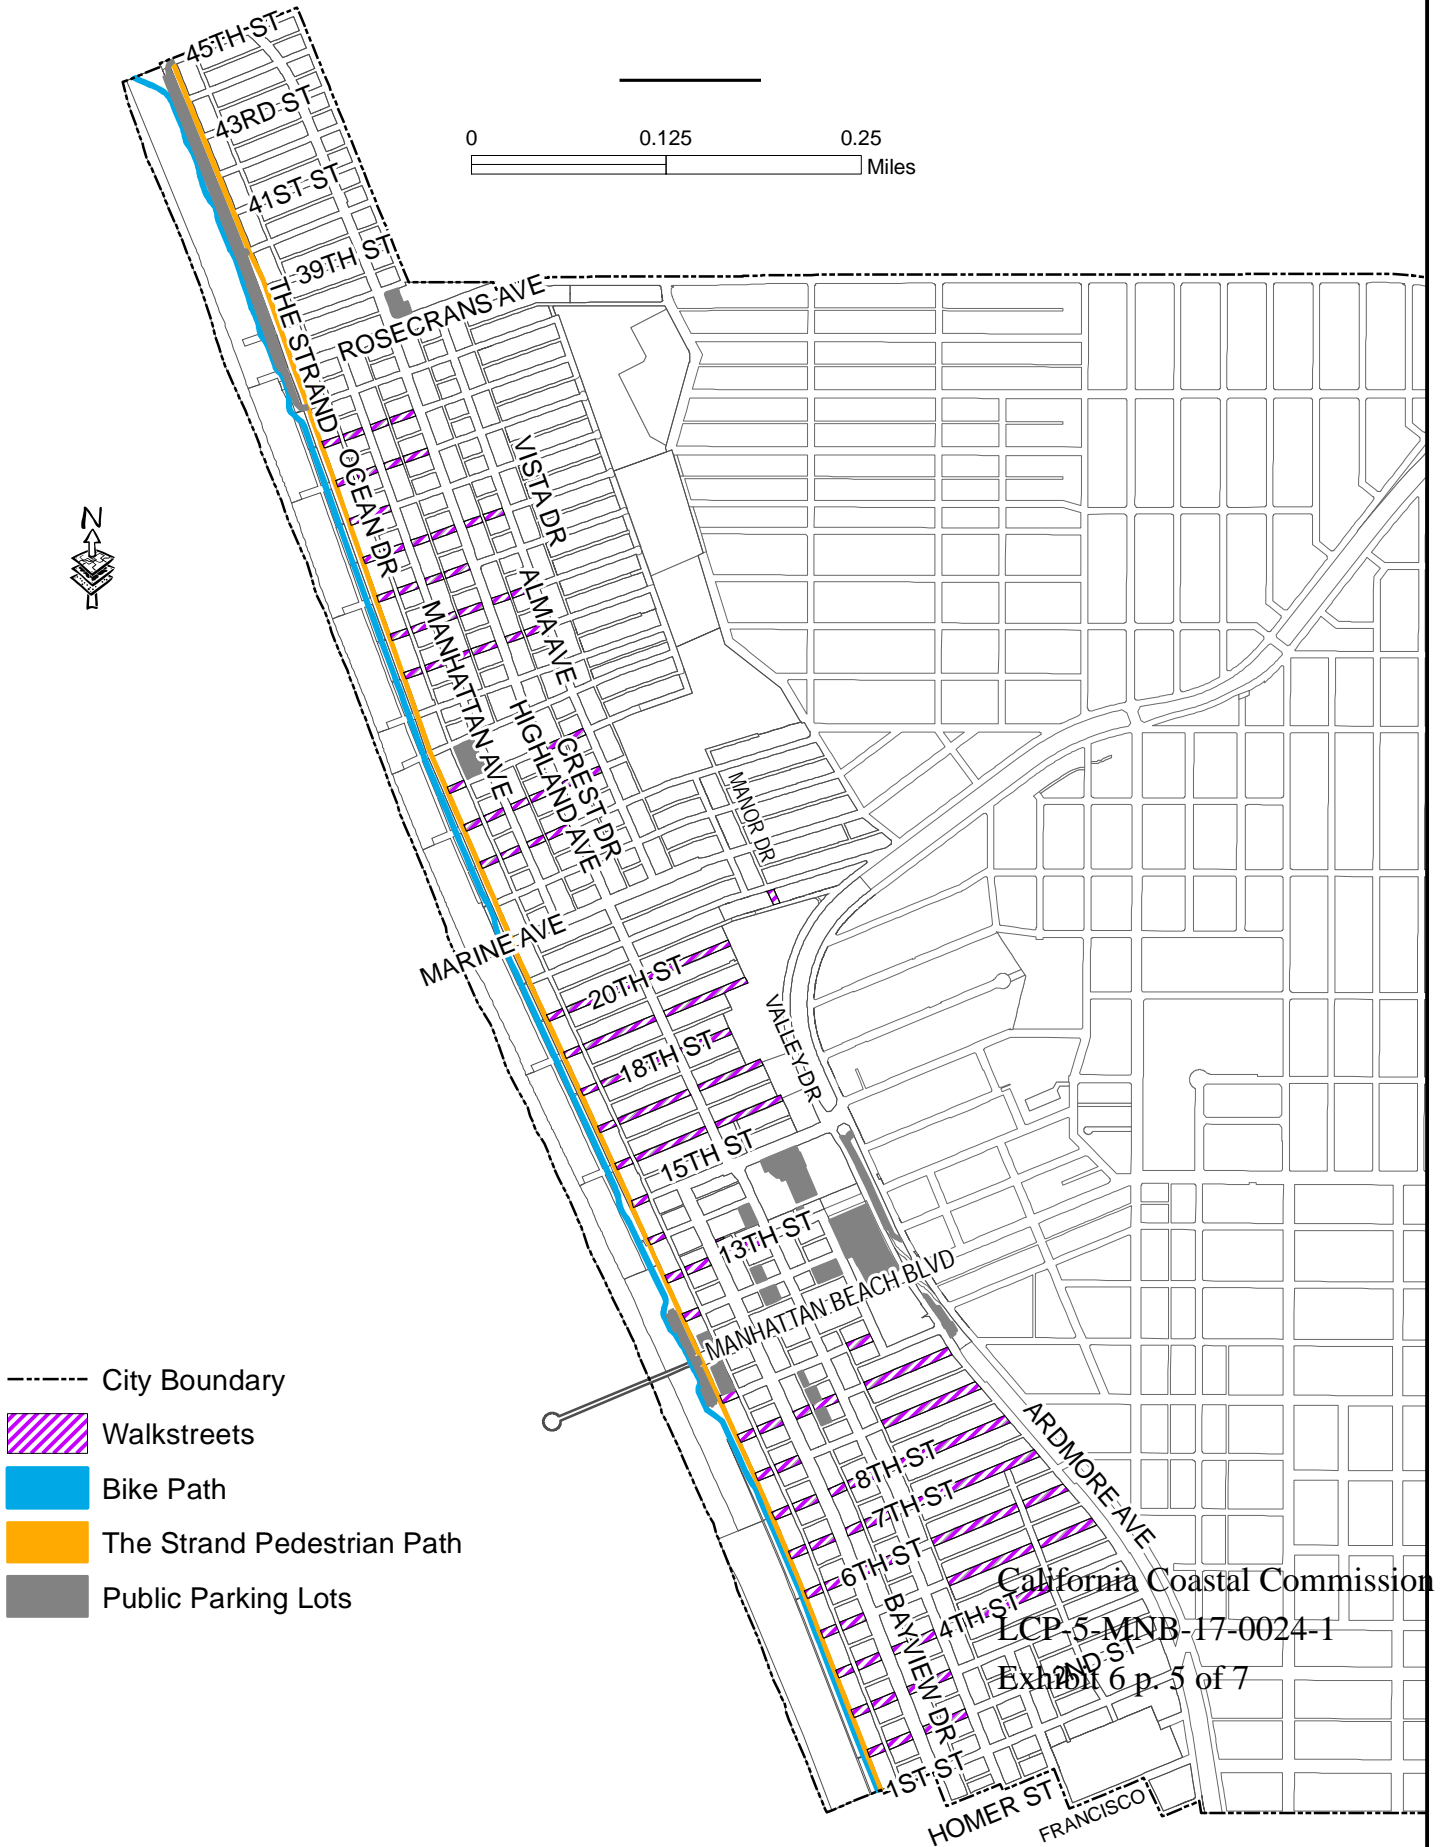 45TH ST
43RD ST
41ST ST
39TH ST
0 0.125 0.25
Miles
ROSECRANS AVE
THE STRAND
OCEAN DR
VISTA DR
N
ALMA AVE
MANHATTAN AVE
HIGHLAND AVE
CREST DR
MANOR DR
MARINE AVE
20TH ST
VALLEY DR
18TH ST
15TH ST
13TH ST
MANHATTAN BEACH BLVD
City Boundary
Walkstreets
Bike Path
The Strand Pedestrian Path
Public Parking Lots
ARDMORE AVE
8TH ST
7TH ST
6TH ST
BAYVIEW DR
4TH ST
2ND ST
1ST ST
HOMER ST
FRANCISCO
California Coastal Commission
LCP-5-MNB-17-0024-1
Exhibit 6 p. 5 of 7